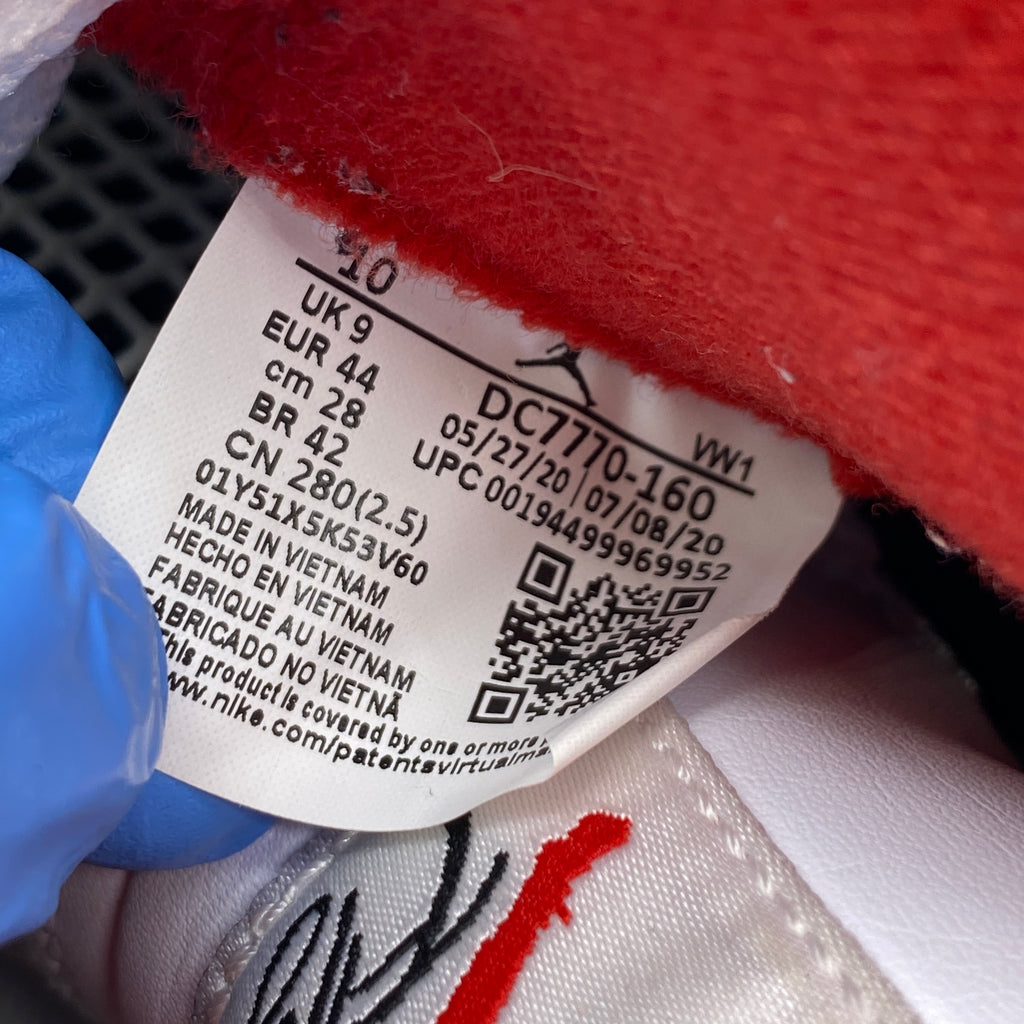 10
UK 9
EUR 44
cm 28
BR 42
CN 280(2.5)
01Y51X5K53V60
MADE IN VIETNAM
HECHO EN VIETNAM
FABRIQUE AU VIETNAM
FABRICADO NO VIETNÃ
This product is covered by one or more
www.nike.com/patentsvirtualma
VW1
DC7770-160
05/27/20 | 07/08/20
UPC 00194499969952